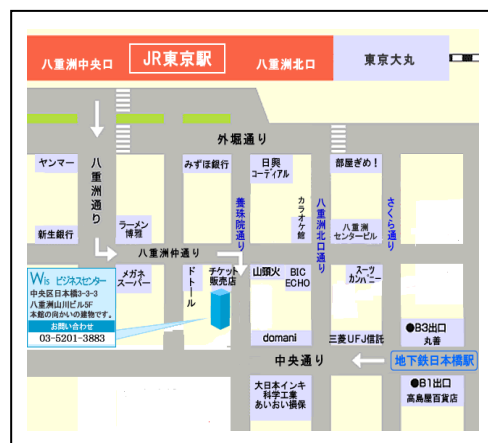 八重洲中央口
JR東京駅
八重洲北口
東京大丸
外堀通り
ヤンマー
八重洲通り
みずほ銀行
日興
コーディアル
部屋ぎめ!
養珠院通り
カラオケ館
八重洲北口通り
さくら通り
新生銀行
ラーメン
博雅
八重洲
センタービル
八重洲仲通り
Wis ビジネスセンター
中央区日本橋3-3-3
八重洲山川ビル5F
本館の向かいの建物です。
お問い合わせ
03-5201-3883
メガネ
スーパー
ドトール
チケット
販売店
山頭火
BIC
ECHO
スーツ
カンパニー
domani
三菱UFJ信託
●B3出口
丸善
中央通り
地下鉄日本橋駅
大日本インキ
科学工業
あいおい損保
●B1出口
高島屋百貨店